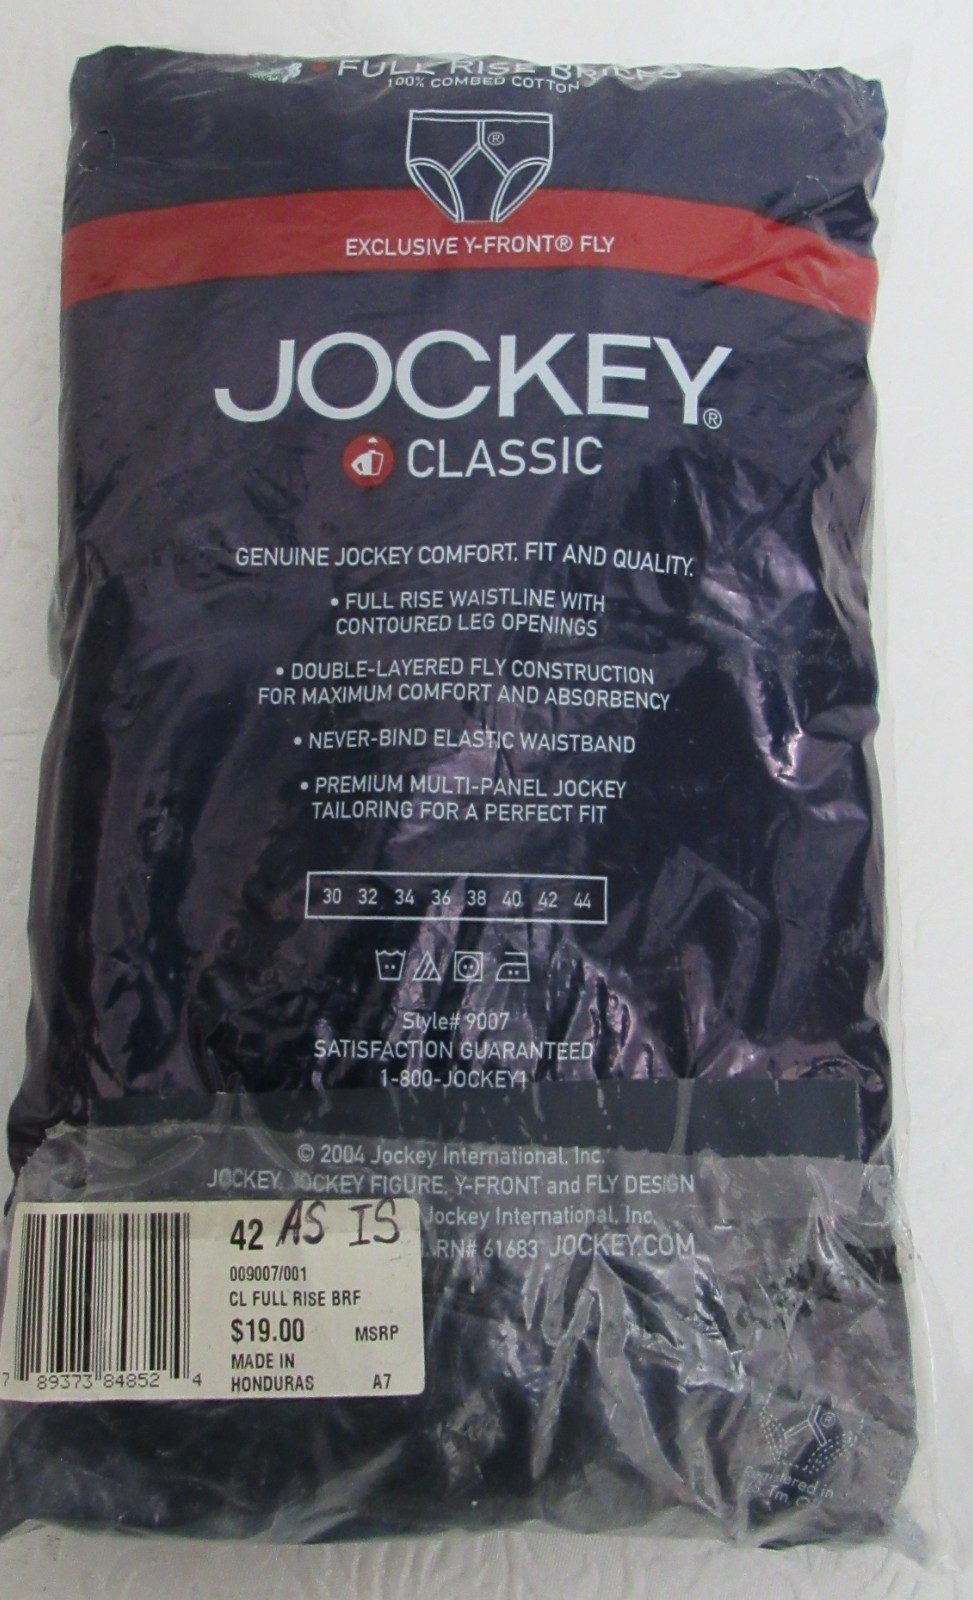 3 • FULL RISE BRIEFS
100% COMBED COTTON
®
EXCLUSIVE Y-FRONT® FLY
JOCKEY®
CLASSIC
GENUINE JOCKEY COMFORT. FIT AND QUALITY.
• FULL RISE WAISTLINE WITH
CONTOURED LEG OPENINGS
• DOUBLE-LAYERED FLY CONSTRUCTION
FOR MAXIMUM COMFORT AND ABSORBENCY
• NEVER-BIND ELASTIC WAISTBAND
• PREMIUM MULTI-PANEL JOCKEY
TAILORING FOR A PERFECT FIT
30 32 34 36 38 40 42 44
Style# 9007
SATISFACTION GUARANTEED
1-800-JOCKEY1
© 2004 Jockey International, Inc.
JOCKEY, JOCKEY FIGURE, Y-FRONT and FLY DESIGN
Jockey International, Inc.
RN# 61683 JOCKEY.COM
42 AS IS
009007/001
CL FULL RISE BRF
$19.00 MSRP
MADE IN
HONDURAS A7
7 89373 84852 4
®
Registered in
U.S. Tm.